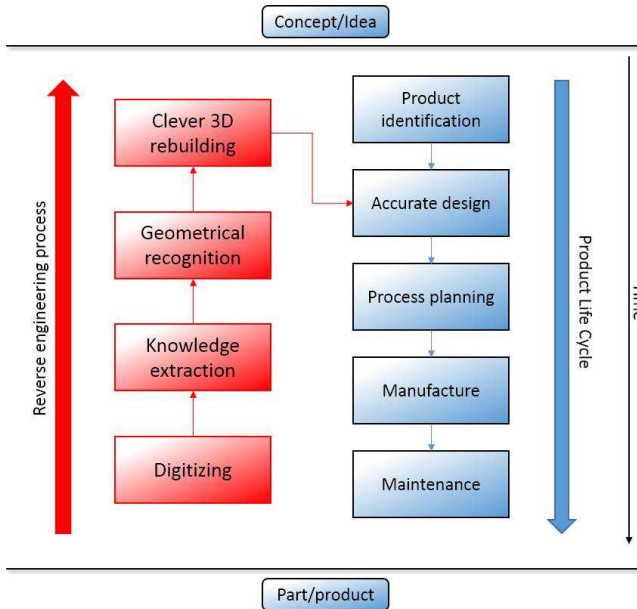 Concept/Idea
Reverse engineering process
Clever 3D
rebuilding
Geometrical
recognition
Knowledge
extraction
Digitizing
Product
identification
Accurate design
Process planning
Manufacture
Maintenance
Product Life Cycle
Time
Part/product